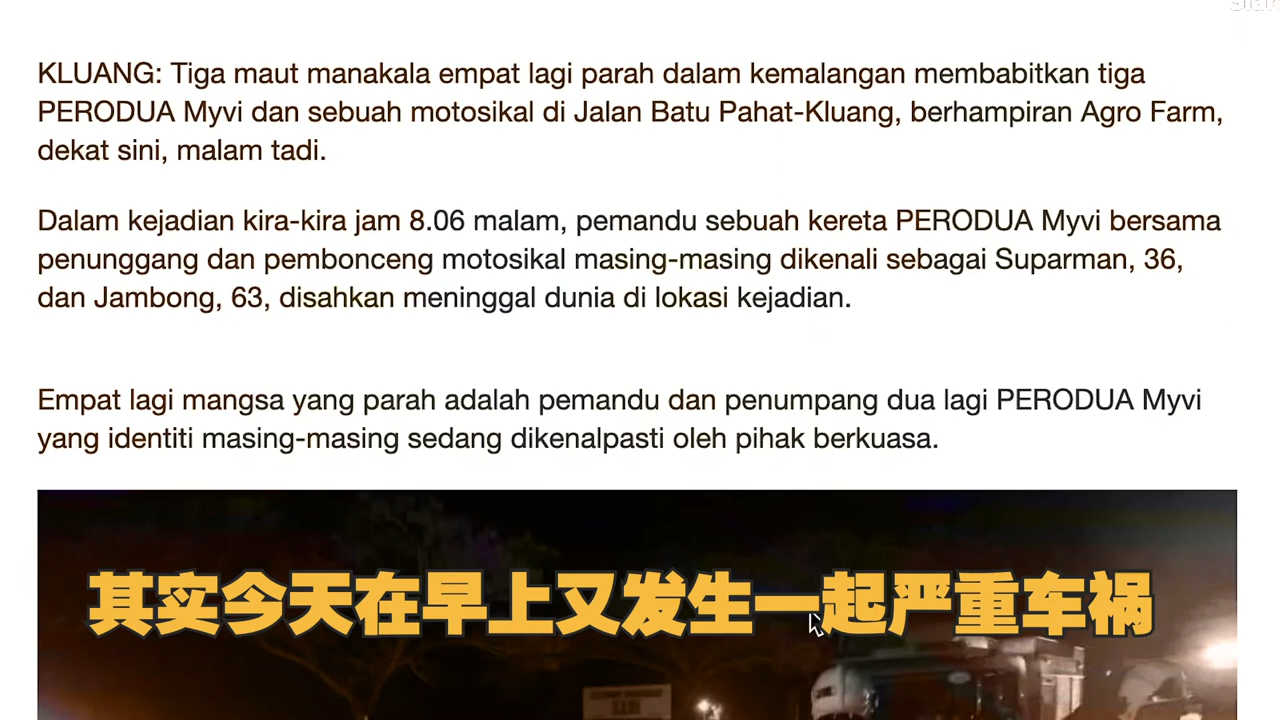 KLUANG: Tiga maut manakala empat lagi parah dalam kemalangan membabitkan tiga
PERODUA Myvi dan sebuah motosikal di Jalan Batu Pahat-Kluang, berhampiran Agro Farm,
dekat sini, malam tadi.
Dalam kejadian kira-kira jam 8.06 malam, pemandu sebuah kereta PERODUA Myvi bersama
penunggang dan pembonceng motosikal masing-masing dikenali sebagai Suparman, 36,
dan Jambong, 63, disahkan meninggal dunia di lokasi kejadian.
Empat lagi mangsa yang parah adalah pemandu dan penumpang dua lagi PERODUA Myvi
yang identiti masing-masing sedang dikenalpasti oleh pihak berkuasa.
其实今天在早上又发生一起严重车祸